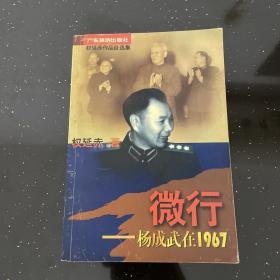 广东旅游出版社
权延赤作品自选集
权延赤 著
微行
——杨成武在1967